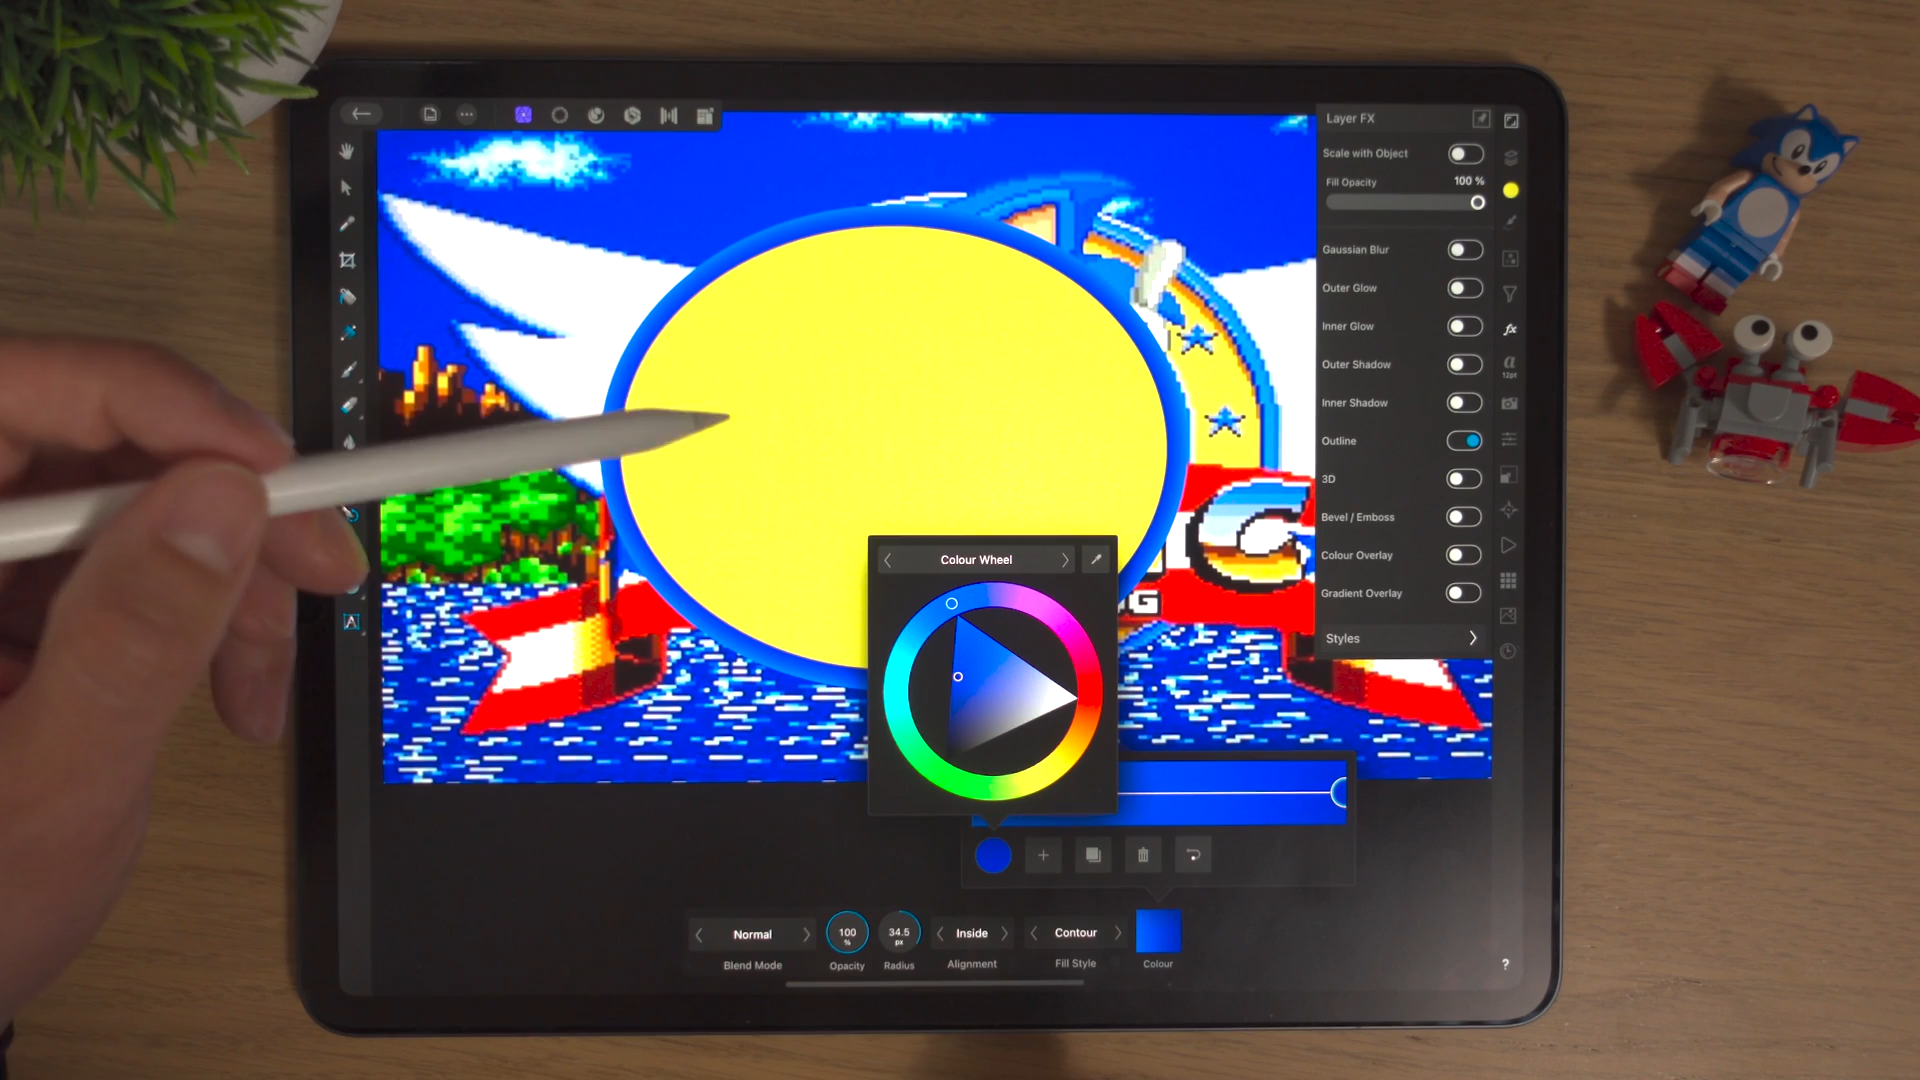 Layer FX
Scale with Object
Fill Opacity 100 %
Gaussian Blur
Outer Glow
Inner Glow
Outer Shadow
a
12pt
Inner Shadow
Outline
3D
Bevel / Emboss
Colour Overlay
Gradient Overlay
Styles
fx
A
C
G
Colour Wheel
Normal
100
%
34.5
px
Inside
Contour
Blend Mode
Opacity
Radius
Alignment
Fill Style
Colour
?